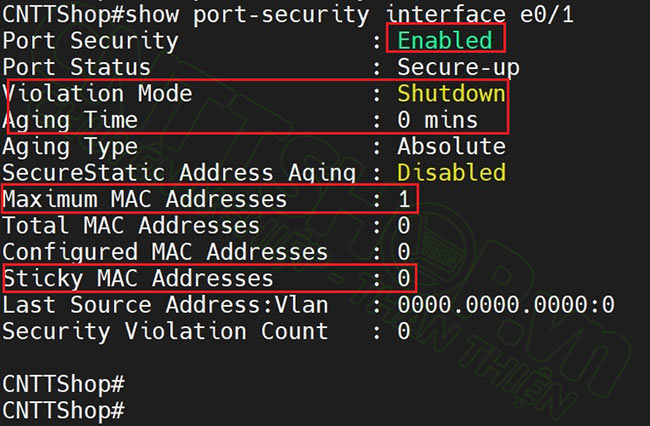 CNTTShop#show port-security interface e0/1
Port Security : Enabled
Port Status : Secure-up
Violation Mode : Shutdown
Aging Time : 0 mins
Aging Type : Absolute
SecureStatic Address Aging : Disabled
Maximum MAC Addresses : 1
Total MAC Addresses : 0
Configured MAC Addresses : 0
Sticky MAC Addresses : 0
Last Source Address:Vlan : 0000.0000.0000:0
Security Violation Count : 0
CNTTShop#
CNTTShop#